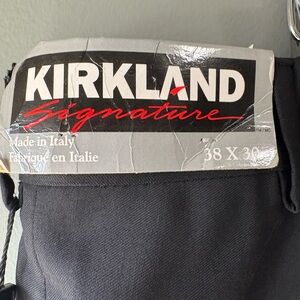 KIRKLAND
Signature
Made in Italy
Fabriqué en Italie
38 X 30